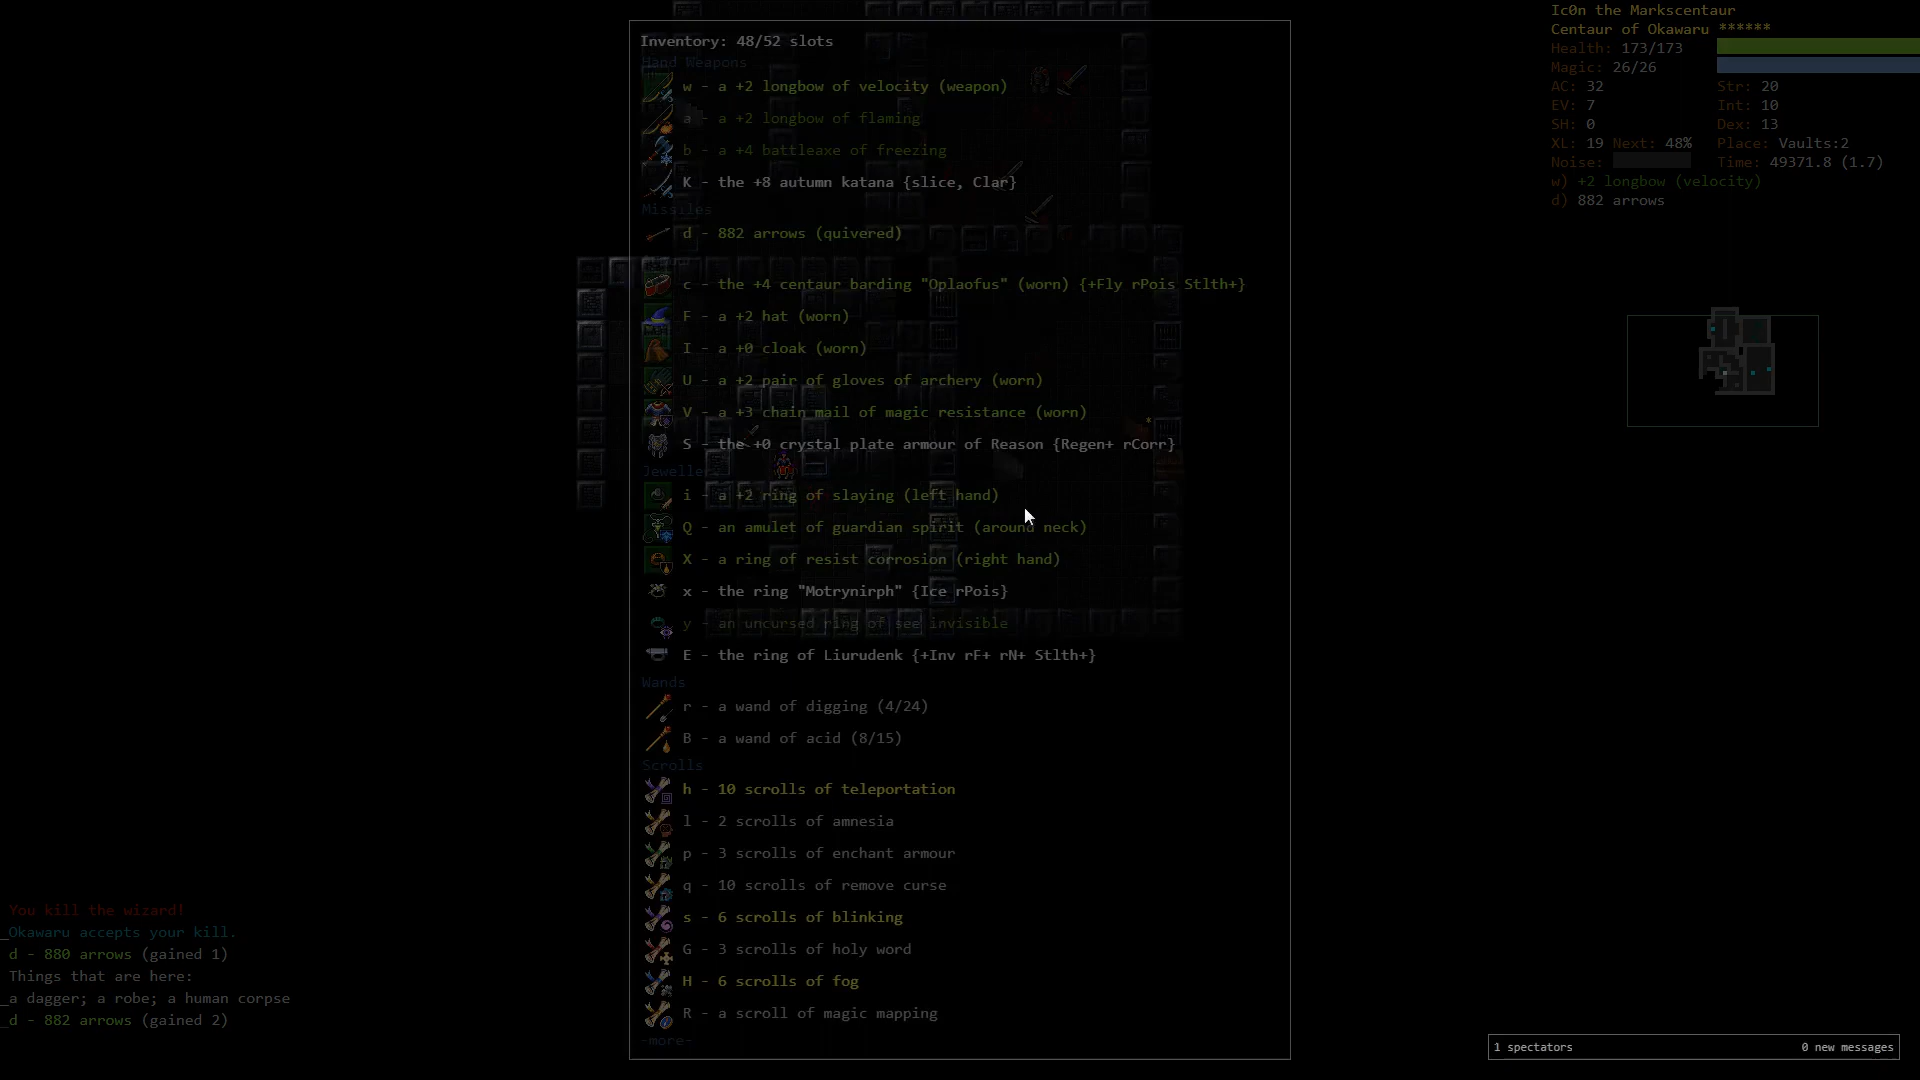 Inventory: 48/52 slots
Hand Weapons
w - a +2 longbow of velocity (weapon)
a - a +2 longbow of flaming
b - a +4 battleaxe of freezing
K - the +8 autumn katana {slice, Clar}
Missiles
d - 882 arrows (quivered)
c - the +4 centaur barding "Oplaofus" (worn) {+Fly rPois Stlth+}
F - a +2 hat (worn)
I - a +0 cloak (worn)
U - a +2 pair of gloves of archery (worn)
V - a +3 chain mail of magic resistance (worn)
S - the +0 crystal plate armour of Reason {Regen+ rCorr}
Jewellery
i - a +2 ring of slaying (left hand)
Q - an amulet of guardian spirit (around neck)
X - a ring of resist corrosion (right hand)
x - the ring "Motrynirph" {Ice rPois}
y - an uncursed ring of see invisible
E - the ring of Liurudenk {+Inv rF+ rN+ Stlth+}
Wands
r - a wand of digging (4/24)
B - a wand of acid (8/15)
Scrolls
h - 10 scrolls of teleportation
l - 2 scrolls of amnesia
p - 3 scrolls of enchant armour
q - 10 scrolls of remove curse
s - 6 scrolls of blinking
G - 3 scrolls of holy word
H - 6 scrolls of fog
R - a scroll of magic mapping
-more-
Ic0n the Markscentaur
Centaur of Okawaru ******
Health: 173/173
Magic: 26/26
AC: 32 Str: 20
EV: 7 Int: 10
SH: 0 Dex: 13
XL: 19 Next: 48% Place: Vaults:2
Noise: Time: 49371.8 (1.7)
w) +2 longbow (velocity)
d) 882 arrows
You kill the wizard!
_Okawaru accepts your kill.
d - 880 arrows (gained 1)
Things that are here:
_a dagger; a robe; a human corpse
_d - 882 arrows (gained 2)
1 spectators 0 new messages